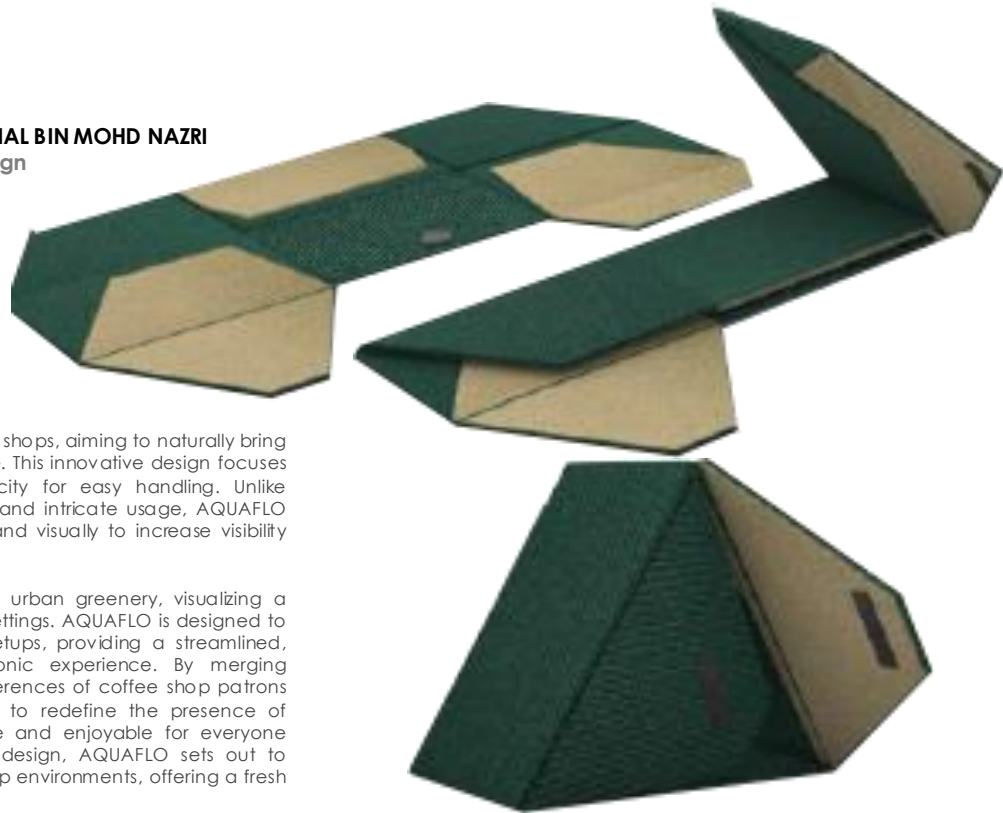 IAL BIN MOHD NAZRI
ign
shops, aiming to naturally bring
. This innovative design focuses
city for easy handling. Unlike
and intricate usage, AQUAFLO
and visually to increase visibility
urban greenery, visualizing a
ttings. AQUAFLO is designed to
etups, providing a streamlined,
onic experience. By merging
erences of coffee shop patrons
to redefine the presence of
e and enjoyable for everyone
design, AQUAFLO sets out to
p environments, offering a fresh